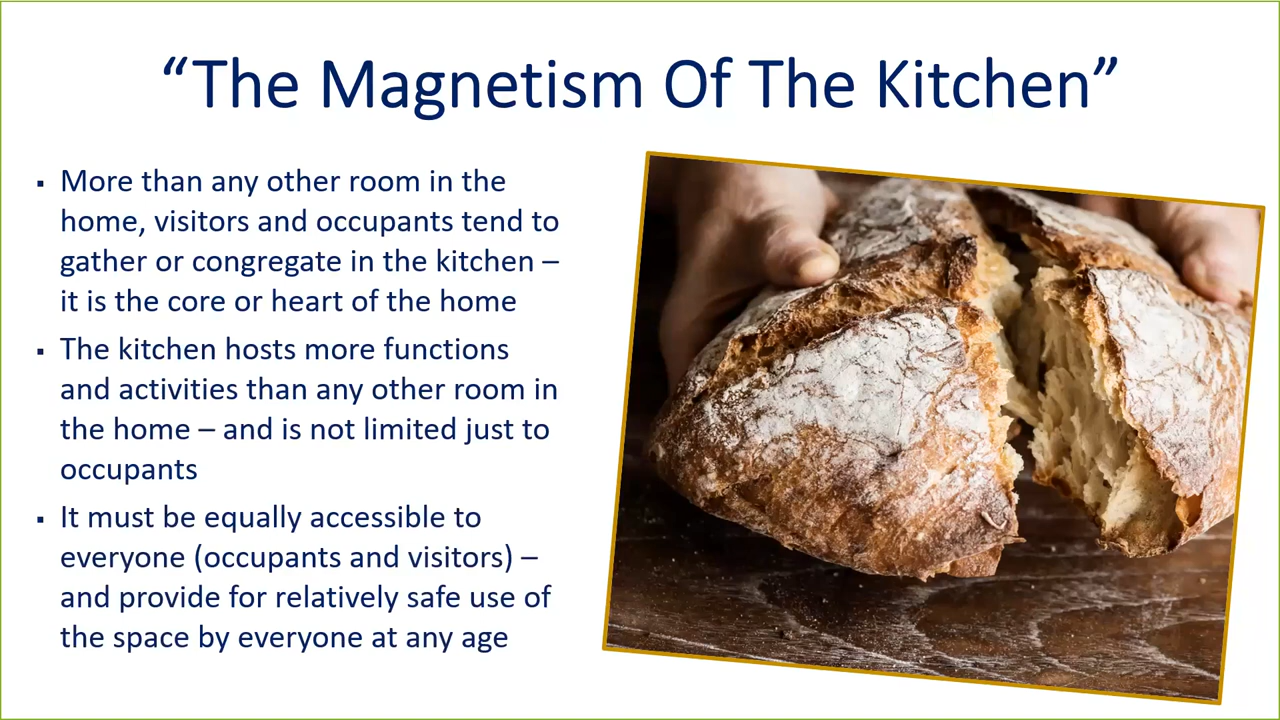 “The Magnetism Of The Kitchen”
▪ More than any other room in the
home, visitors and occupants tend to
gather or congregate in the kitchen –
it is the core or heart of the home
▪ The kitchen hosts more functions
and activities than any other room in
the home – and is not limited just to
occupants
▪ It must be equally accessible to
everyone (occupants and visitors) –
and provide for relatively safe use of
the space by everyone at any age